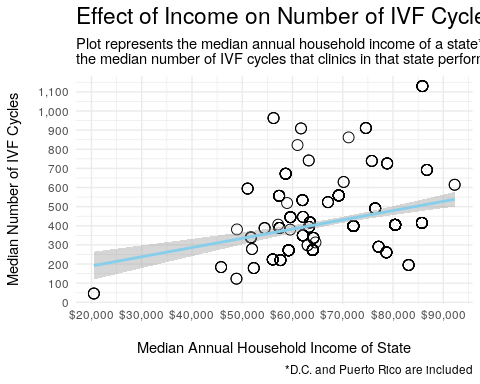 Effect of Income on Number of IVF Cycle
Plot represents the median annual household income of a state*
the median number of IVF cycles that clinics in that state perform
Median Number of IVF Cycles
1,100
1,000
900
800
700
600
500
400
300
200
100
0
$20,000 $30,000 $40,000 $50,000 $60,000 $70,000 $80,000 $90,000
Median Annual Household Income of State
*D.C. and Puerto Rico are included